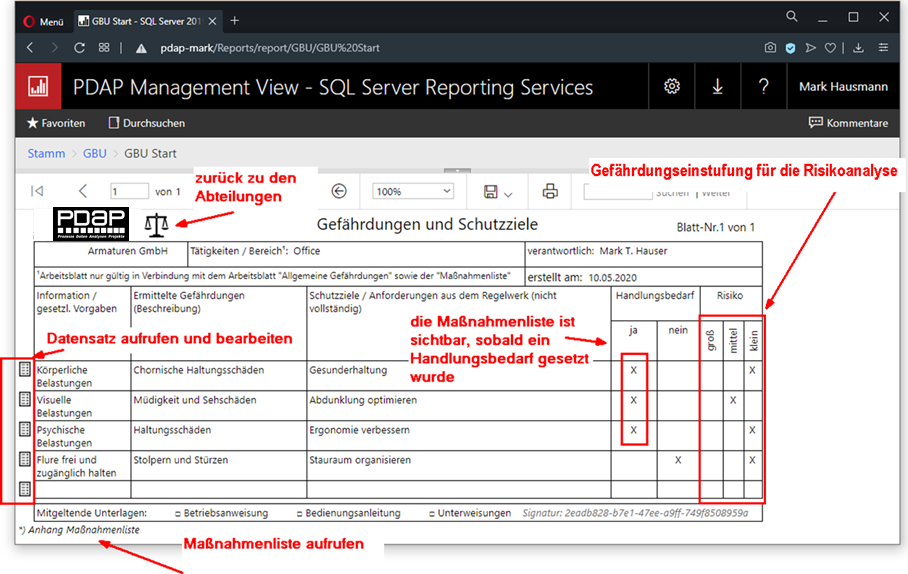 Menü
GBU Start - SQL Server 201
pdap-mark/Reports/report/GBU/GBU%20Start
PDAP Management View - SQL Server Reporting Services
?
Mark Hausmann
Favoriten
Durchsuchen
Kommentare
Stamm > GBU > GBU Start
zurück zu den
Abteilungen
Gefährdungseinstufung für die Risikoanalyse
1 von 1
100%
Suchen | Weiter
PDAP
Prozesse Daten Analysen Projekte
Gefährdungen und Schutzziele
Blatt-Nr.1 von 1
Armaturen GmbH
Tätigkeiten / Bereich¹: Office
verantwortlich: Mark T. Hauser
¹Arbeitsblatt nur gültig in Verbindung mit dem Arbeitsblatt "Allgemeine Gefährdungen" sowie der "Maßnahmenliste"
erstellt am: 10.05.2020
Information /
gesetzl. Vorgaben
Ermittelte Gefährdungen
(Beschreibung)
Schutzziele / Anforderungen aus dem Regelwerk (nicht
vollständig)
Handlungsbedarf
Risiko
ja
nein
groß
mittel
klein
Datensatz aufrufen und bearbeiten
die Maßnahmenliste ist
sichtbar, sobald ein
Handlungsbedarf gesetzt
wurde
Körperliche
Belastungen
Chornische Haltungsschäden
Gesunderhaltung
X
X
Visuelle
Belastungen
Müdigkeit und Sehschäden
Abdunklung optimieren
X
X
Psychische
Belastungen
Haltungsschäden
Ergonomie verbessern
X
X
Flure frei und
zugänglich halten
Stolpern und Stürzen
Stauraum organisieren
X
X
Mitgeltende Unterlagen:
□ Betriebsanweisung
□ Bedienungsanleitung
□ Unterweisungen
Signatur: 2eadb828-b7e1-47ee-a9ff-749f8508959a
*) Anhang Maßnahmenliste
Maßnahmenliste aufrufen